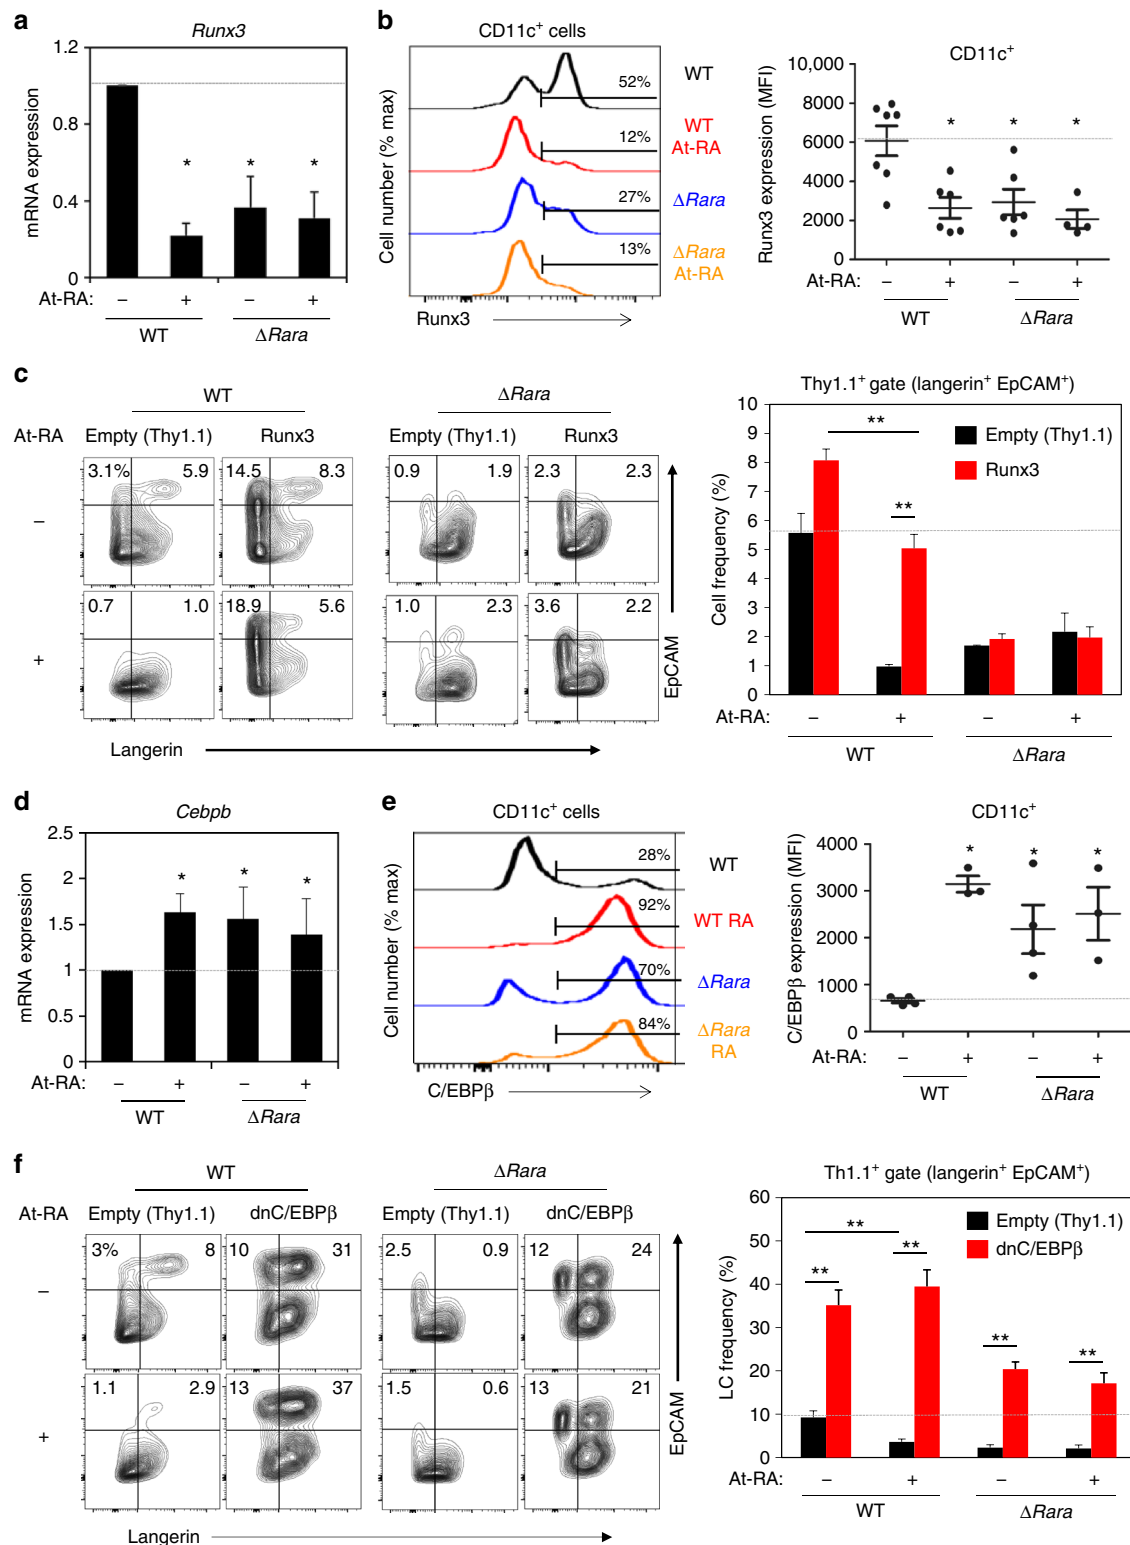 a
Runx3
mRNA expression
1.2
0.8
0.4
0
At-RA: – + – +
WT ΔRara
b
CD11c+ cells
Cell number (% max)
52%
WT
12%
WT
At-RA
27%
ΔRara
13%
ΔRara
At-RA
Runx3
CD11c+
Runx3 expression (MFI)
10,000
8000
6000
4000
2000
0
* * *
At-RA: – + – +
WT ΔRara
* * *
c
WT ΔRara
At-RA Empty (Thy1.1) Runx3 Empty (Thy1.1) Runx3
– 3.1% 5.9 14.5 8.3 0.9 1.9 2.3 2.3
+ 0.7 1.0 18.9 5.6 1.0 2.3 3.6 2.2
EpCAM
Langerin
Thy1.1+ gate (langerin+ EpCAM+)
Cell frequency (%)
10
9
8
7
6
5
4
3
2
1
0
Empty (Thy1.1)
Runx3
**
**
At-RA: – + – +
WT ΔRara
d
Cebpb
mRNA expression
2.5
2
1.5
1
0.5
0
* * *
At-RA: – + – +
WT ΔRara
e
CD11c+ cells
Cell number (% max)
28%
WT
92%
WT RA
70%
ΔRara
84%
ΔRara
RA
C/EBPβ
CD11c+
C/EBPβ expression (MFI)
4000
3000
2000
1000
0
* * *
At-RA: – + – +
WT ΔRara
f
WT ΔRara
At-RA Empty (Thy1.1) dnC/EBPβ Empty (Thy1.1) dnC/EBPβ
– 3% 8 10 31 2.5 0.9 12 24
+ 1.1 2.9 13 37 1.5 0.6 13 21
EpCAM
Langerin
Th1.1+ gate (langerin+ EpCAM+)
LC frequency (%)
60
50
40
30
20
10
0
Empty (Thy1.1)
dnC/EBPβ
**
** ** ** **
At-RA: – + – +
WT ΔRara